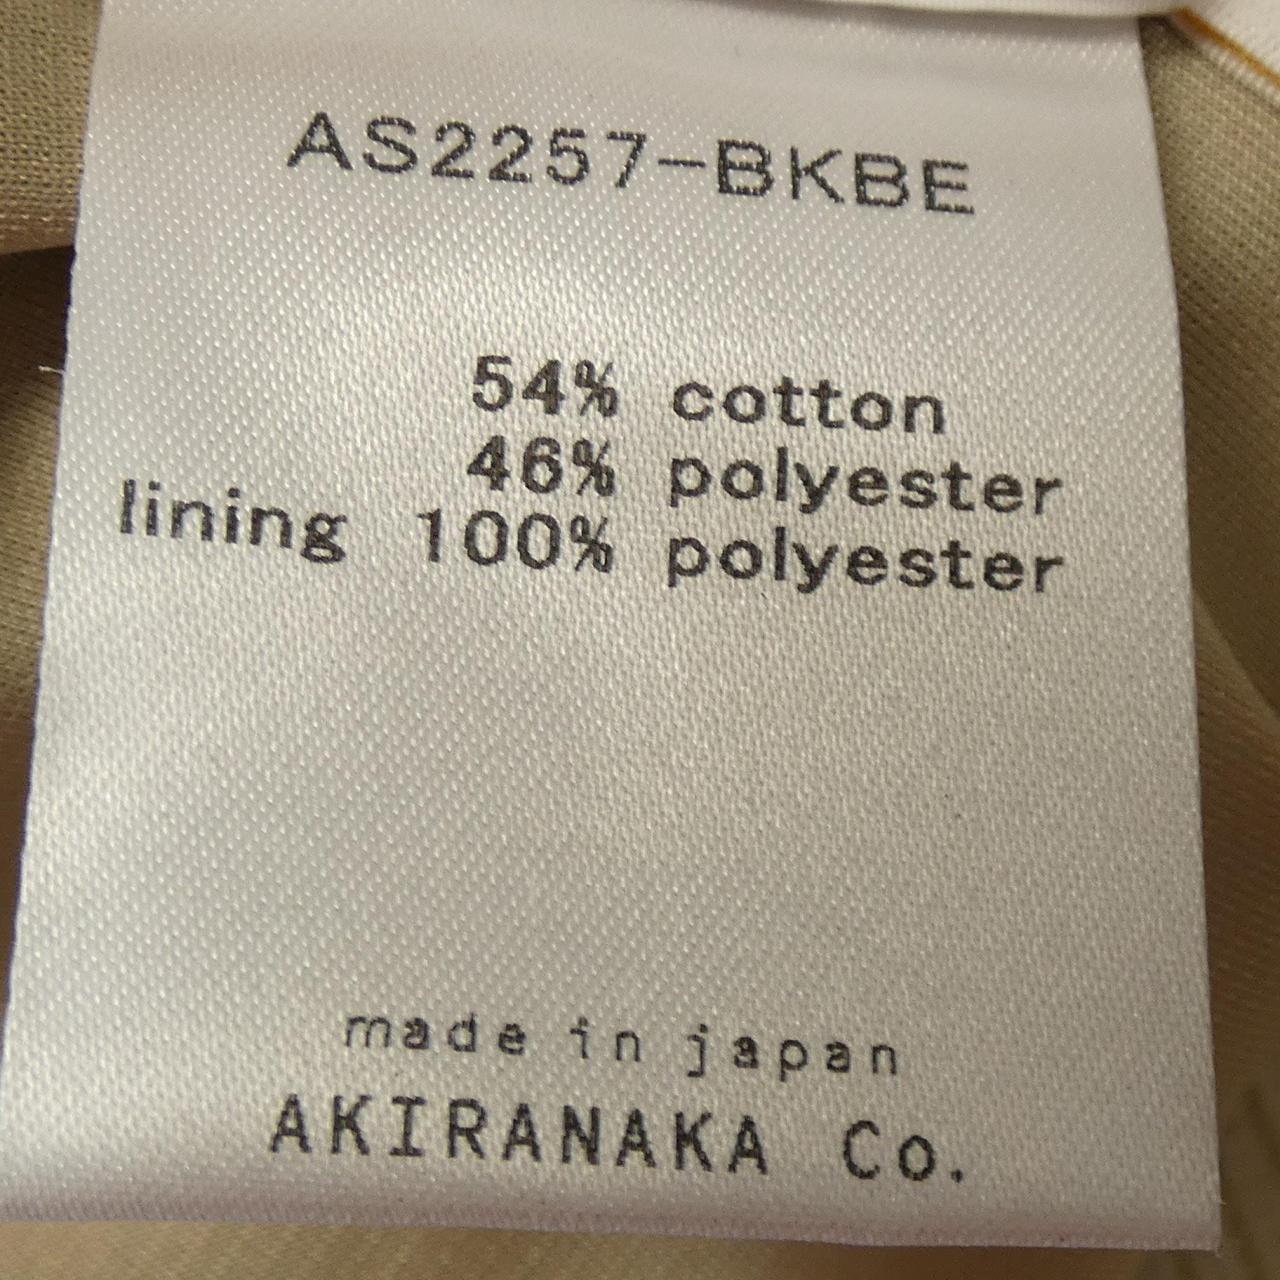 AS2257-BKBE
54% cotton
46% polyester
lining 100% polyester
made in japan
AKIRANAKA Co.